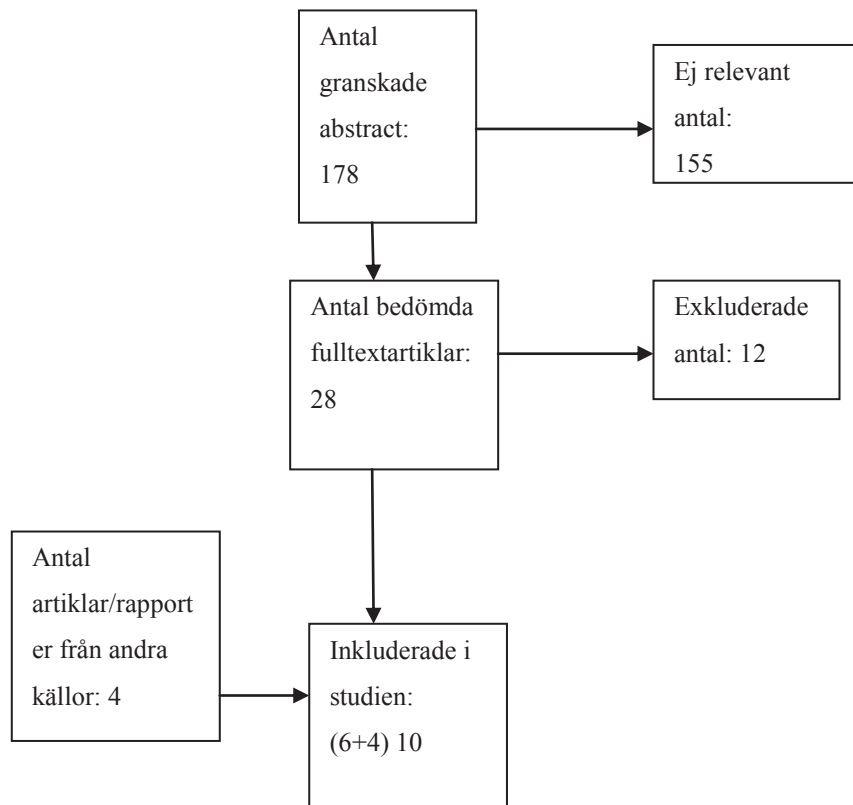 Antal
granskade
abstract:
178
Ej relevant
antal:
155
Antal bedömda
fulltextartiklar:
28
Exkluderade
antal: 12
Antal
artiklar/rapport
er från andra
källor: 4
Inkluderade i
studien:
(6+4) 10